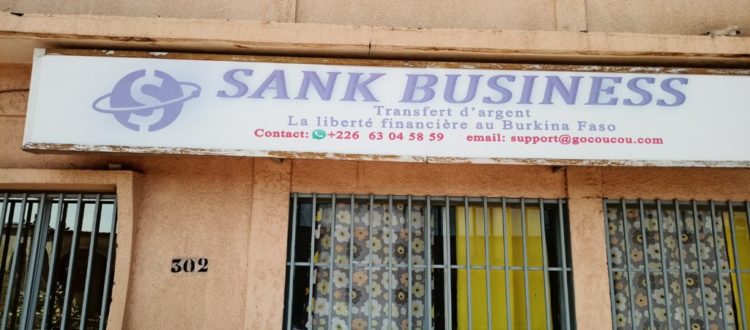 SANK BUSINESS
Transfert d'argent
La liberté financière au Burkina Faso
Contact: +226 63 04 58 59 email: support@gocoucou.com
302